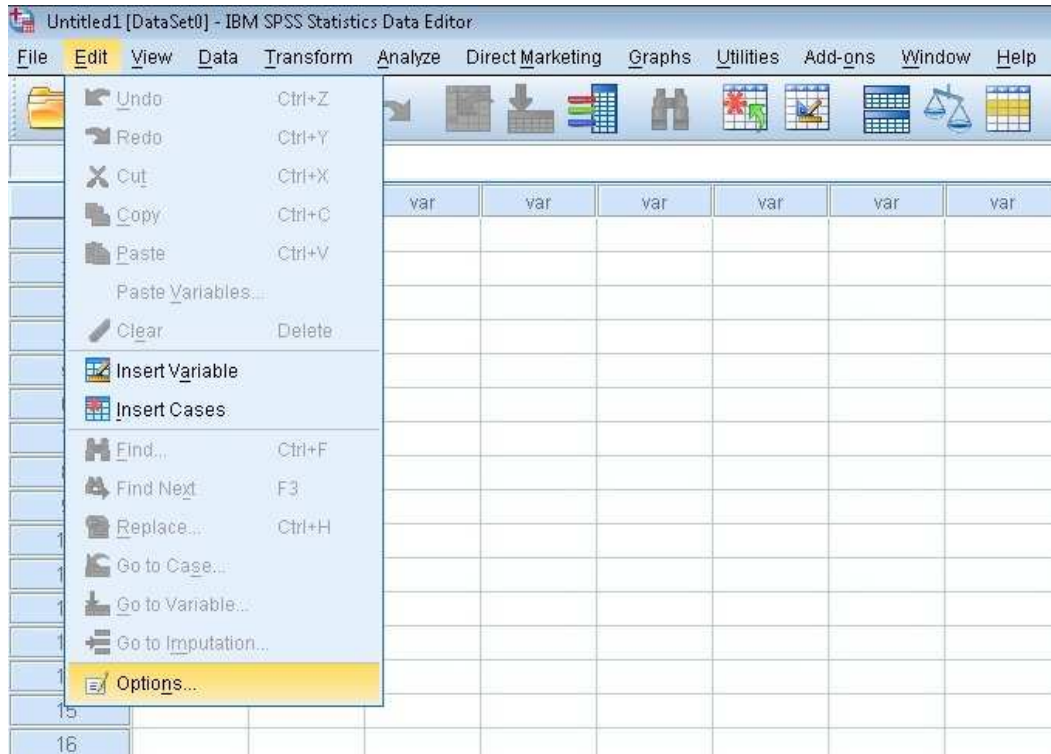 Untitled1 [DataSet0] - IBM SPSS Statistics Data Editor
File Edit View Data Transform Analyze Direct Marketing Graphs Utilities Add-ons Window Help
Undo Ctrl+Z
Redo Ctrl+Y
Cut Ctrl+X
Copy Ctrl+C
Paste Ctrl+V
Paste Variables...
Clear Delete
Insert Variable
Insert Cases
Find... Ctrl+F
Find Next F3
Replace... Ctrl+H
Go to Case...
Go to Variable...
Go to Imputation...
Options...
var var var var var var
15
16